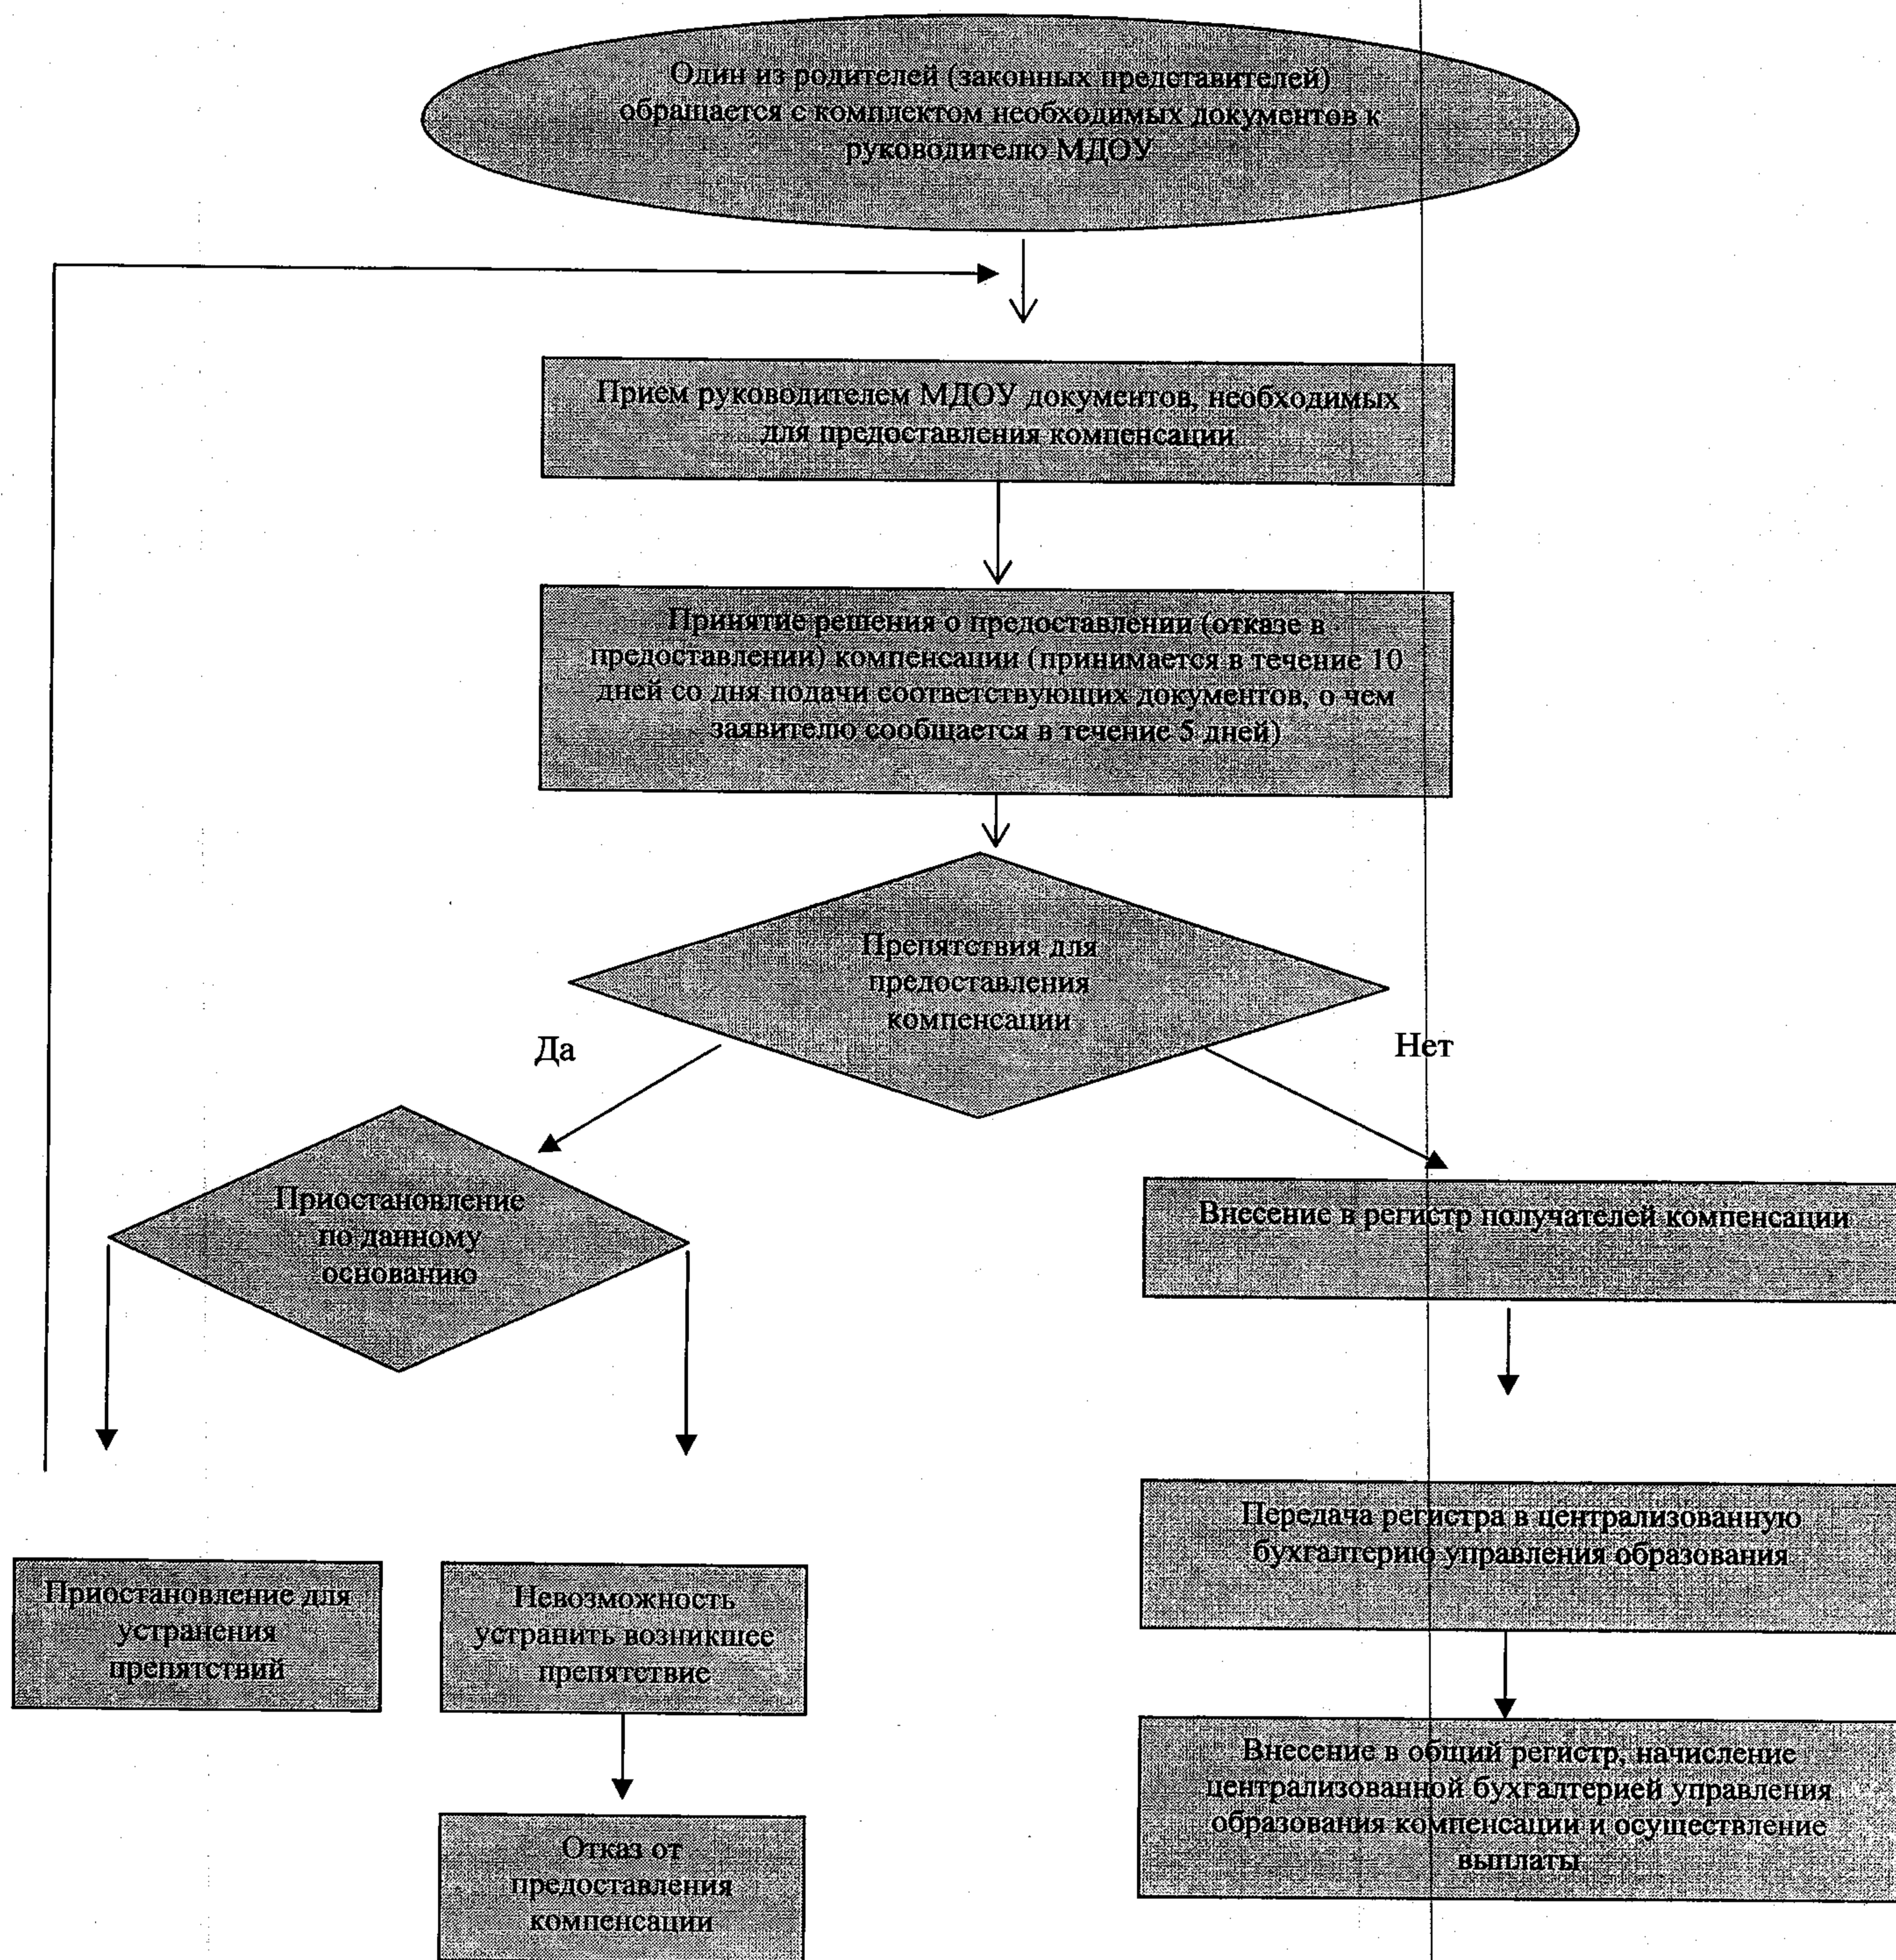 Один из родителей (законных представителей)
обращается с комплектом необходимых документов к
руководителю МДОУ
Прием руководителем МДОУ документов, необходимых
для предоставления компенсации
Принятие решения о предоставлении (отказе в
предоставлении) компенсации (принимается в течение 10
дней со дня подачи соответствующих документов, о чем
заявителю сообщается в течение 5 дней)
Препятствия для
предоставления
компенсации
Да
Нет
Приостановление
по данному
основанию
Внесение в регистр получателей компенсации
Передача регистра в централизованную
бухгалтерию управления образования
Приостановление для
устранения
препятствий
Невозможность
устранить возникшее
препятствие
Внесение в общий регистр, начисление
централизованной бухгалтерией управления
образования компенсации и осуществление
выплаты
Отказ от
предоставления
компенсации